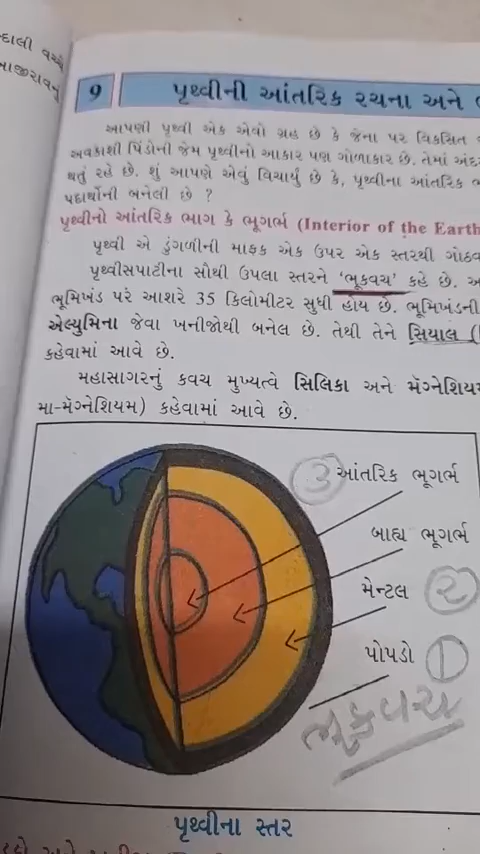 દાલી વચ્ચે
9 પૃથ્વીની આંતરિક રચના અને
આપણી પૃથ્વી એક એવો ગ્રહ છે કે જેના પર વિકસિત
અવકાશી પિંડોની જેમ પૃથ્વીનો આકાર પણ ગોળાકાર છે. તેમાં અંદ
થતું રહે છે. શું આપણે એવું વિચાર્યું છે કે, પૃથ્વીના આંતરિક
પદાર્થોની બનેલી છે ?
પૃથ્વીનો આંતરિક ભાગ કે ભૂગર્ભ (Interior of the Earth
પૃથ્વી એ ડુંગળીની માફક એક ઉપર એક સ્તરથી ગોઠવ
પૃથ્વીસપાટીના સૌથી ઉપલા સ્તરને ‘ભૂકવચ’ કહે છે.
ભૂમિખંડ પર આશરે 35 કિલોમીટર સુધી હોય છે. ભૂમિખંડની
એલ્યુમિના જેવા ખનીજોથી બનેલ છે. તેથી તેને સિયાલ (
કહેવામાં આવે છે.
મહાસાગરનું કવચ મુખ્યત્વે સિલિકા અને મૅગ્નેશિય
મા-મૅગ્નેશિયમ) કહેવામાં આવે છે.
3 આંતરિક ભૂગર્ભ
બાહ્ય ભૂગર્ભ
મેન્ટલ 2
પોપડો 1
ભૂકવચ
પૃથ્વીના સ્તર